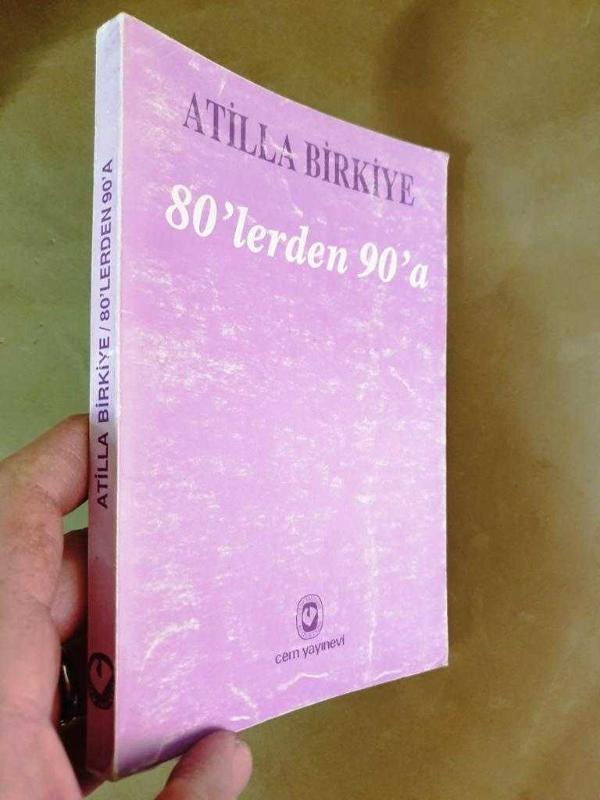 ATİLLA BİRKİYE
80'lerden 90'a
cem yayınevi
ATİLLA BİRKİYE / 80'LERDEN 90'A